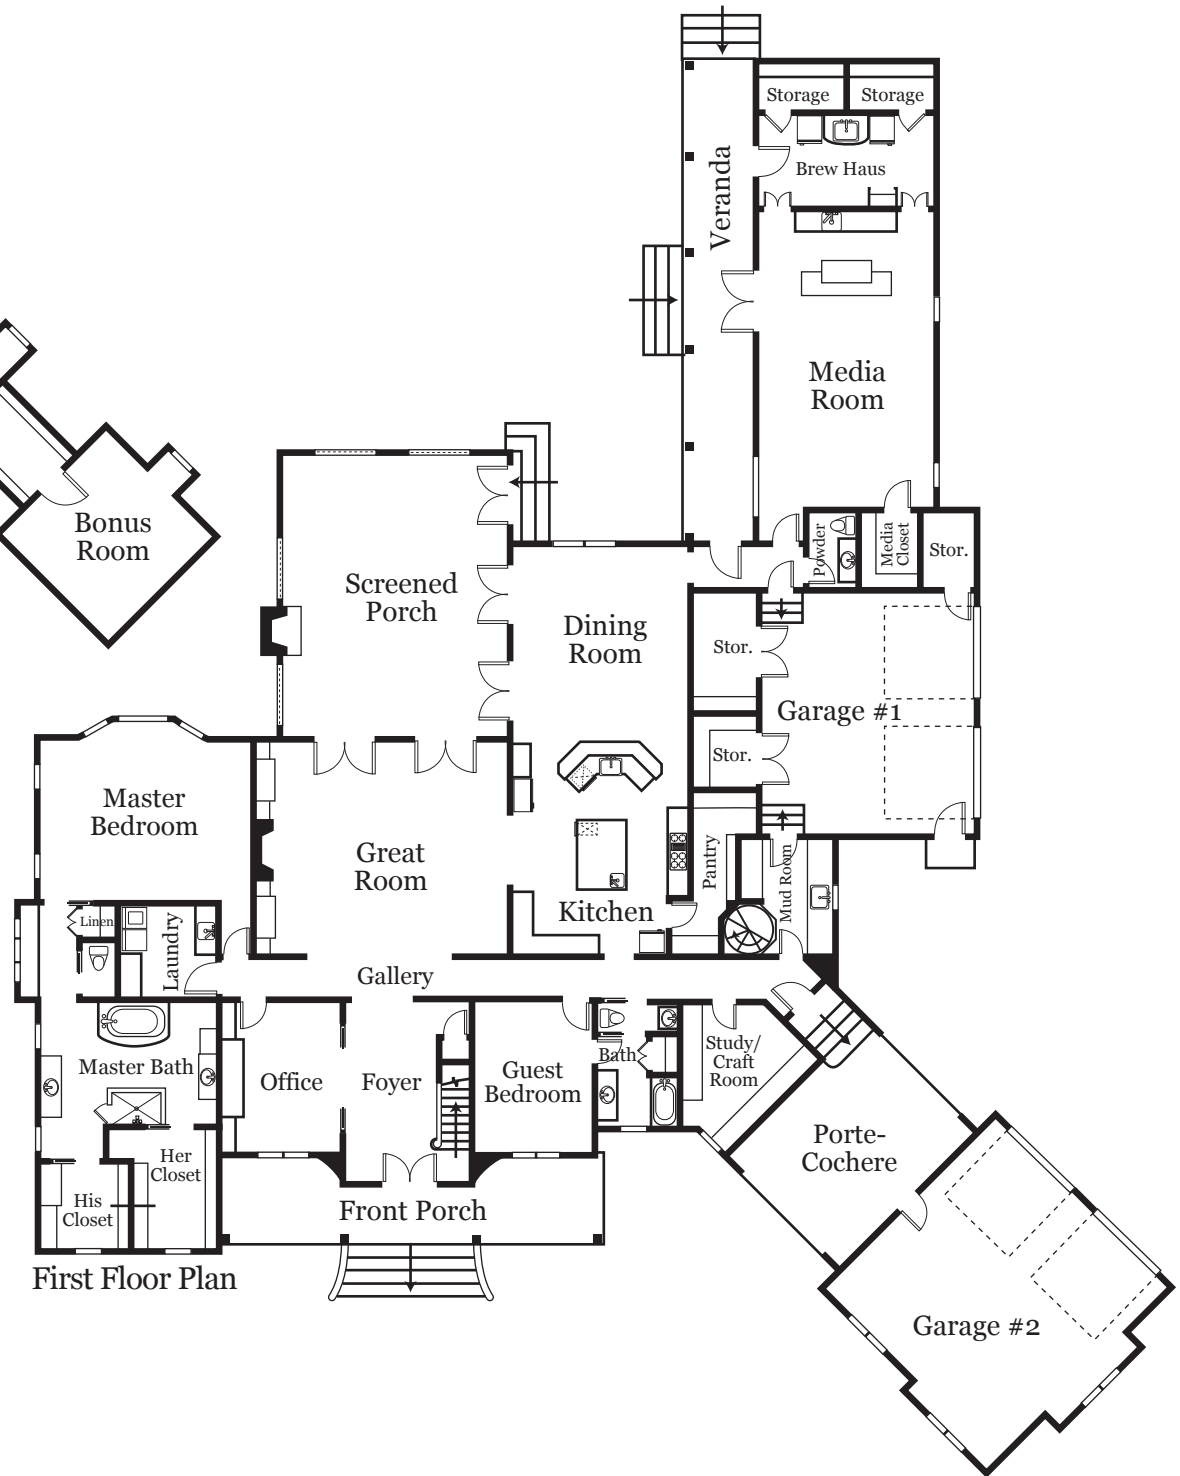 Storage
Storage
Brew Haus
Veranda
Media
Room
Bonus
Room
Powder
Media
Closet
Stor.
Screened
Porch
Dining
Room
Stor.
Garage #1
Stor.
Master
Bedroom
Great
Room
Pantry
Mud Room
Kitchen
Linen
Laundry
Gallery
Master Bath
Office
Foyer
Guest
Bedroom
Bath
Study/
Craft
Room
Porte-
Cochere
Her
Closet
His
Closet
Front Porch
First Floor Plan
Garage #2